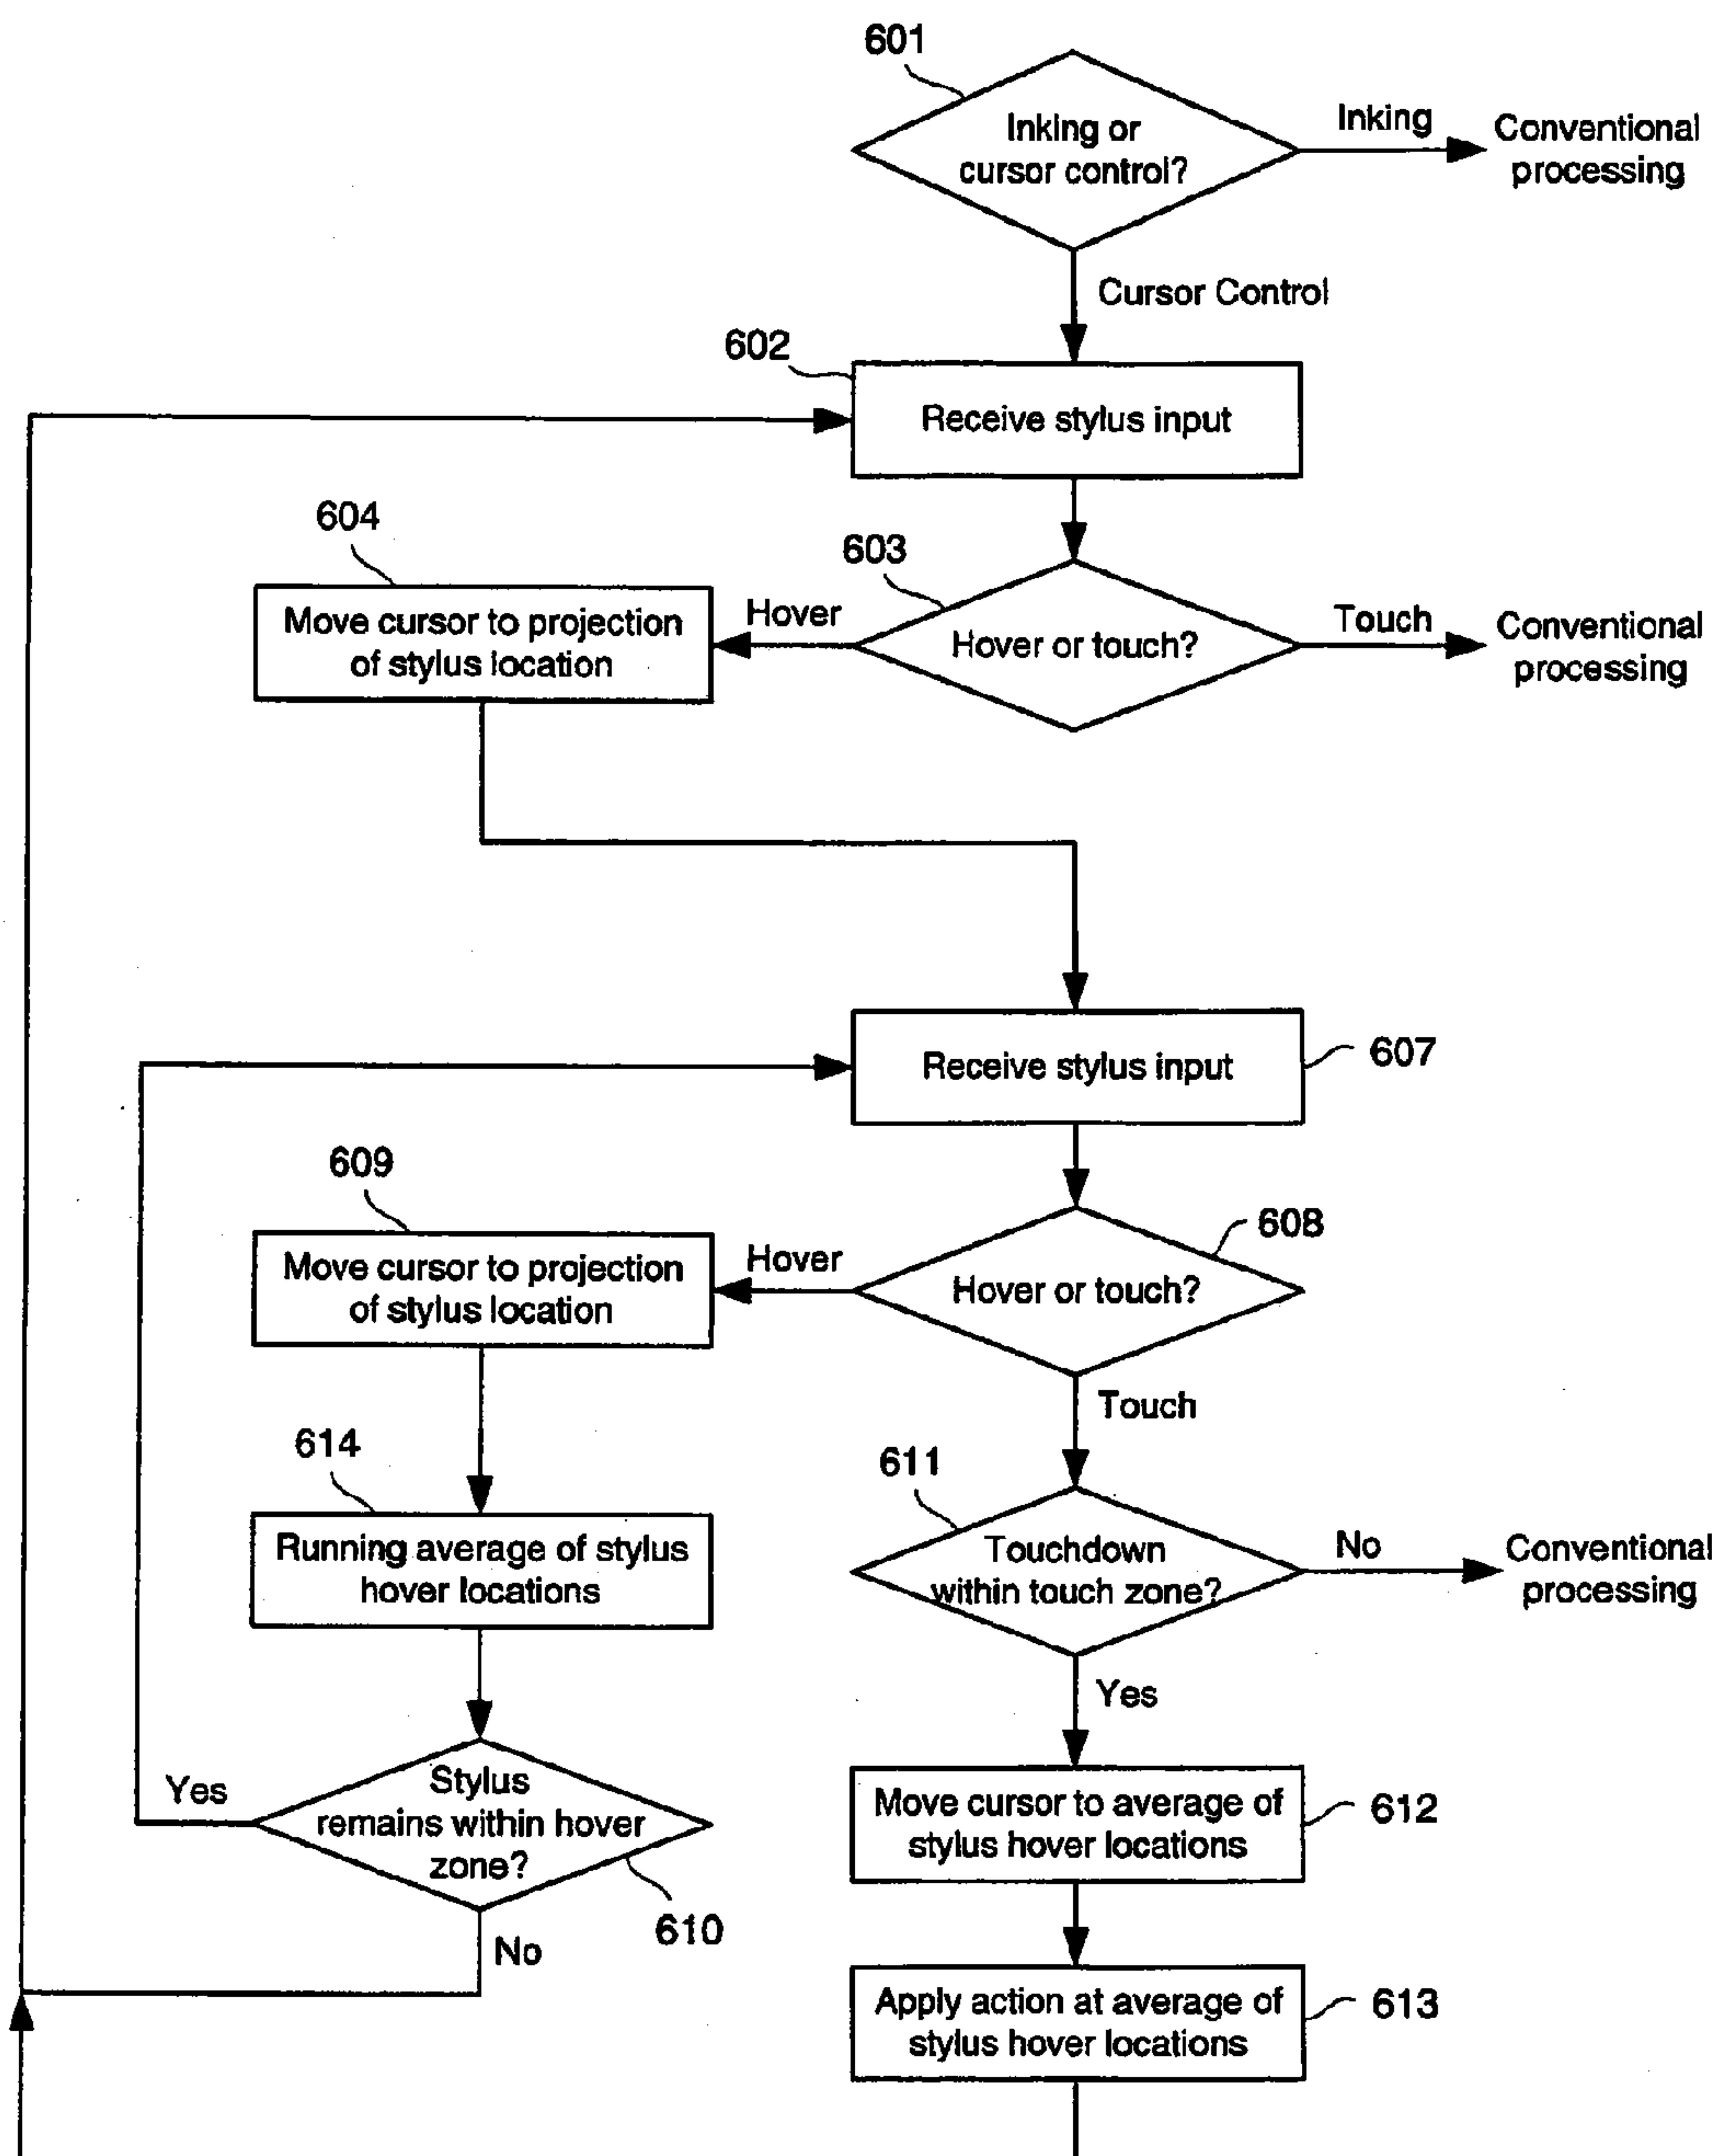 601
Inking or
cursor control?
Inking
Conventional
processing
Cursor Control
602
Receive stylus input
604
603
Move cursor to projection
of stylus location
Hover
Hover or touch?
Touch
Conventional
processing
Receive stylus input
607
609
608
Move cursor to projection
of stylus location
Hover
Hover or touch?
Touch
614
611
Running average of stylus
hover locations
Touchdown
within touch zone?
No
Conventional
processing
Yes
Yes
Stylus
remains within hover
zone?
610
No
Move cursor to average of
stylus hover locations
612
Apply action at average of
stylus hover locations
613